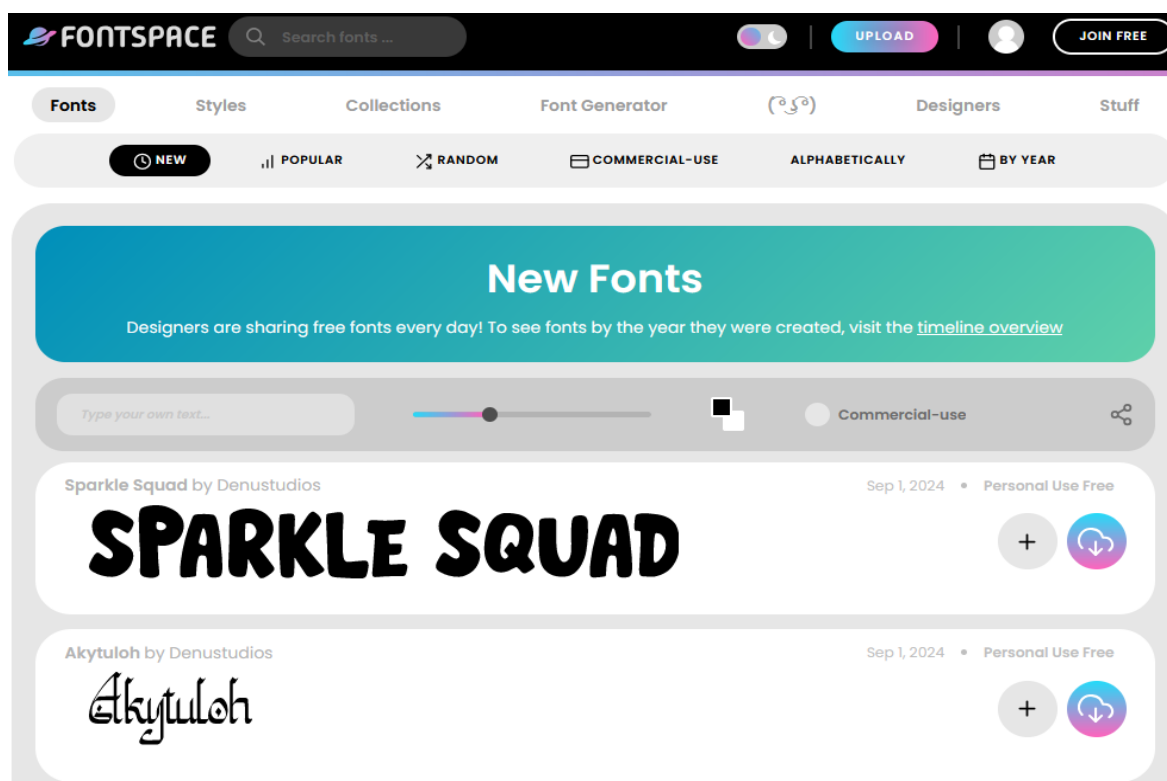 FONTSPACE Search fonts ... UPLOAD JOIN FREE
Fonts Styles Collections Font Generator ( ͡° ͜ʖ ͡°) Designers Stuff
NEW POPULAR RANDOM COMMERCIAL-USE ALPHABETICALLY BY YEAR
New Fonts
Designers are sharing free fonts every day! To see fonts by the year they were created, visit the timeline overview
Type your own text... Commercial-use
Sparkle Squad by Denustudios Sep 1, 2024 • Personal Use Free
SPARKLE SQUAD
Akytuloh by Denustudios Sep 1, 2024 • Personal Use Free
Akytuloh